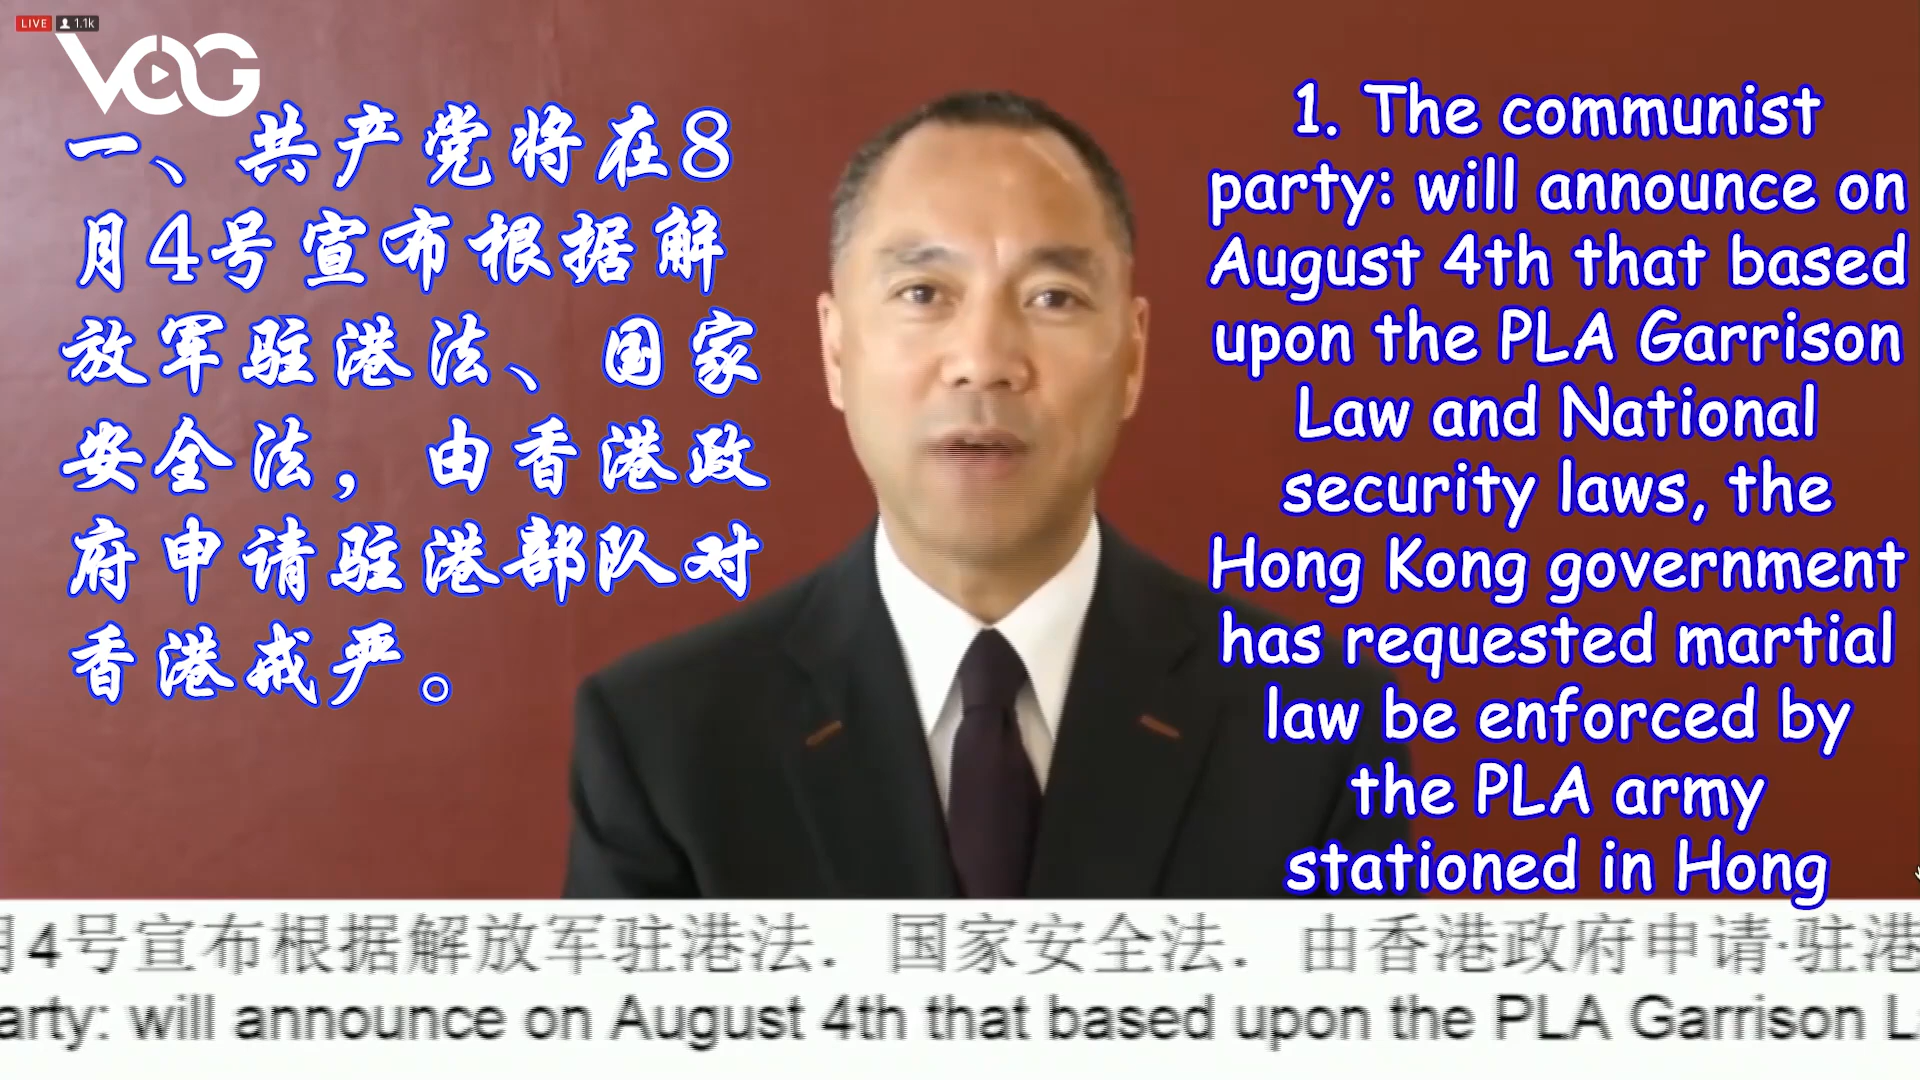 LIVE 1.1k
VOG
一、共产党将在8
月4号宣布根据解
放军驻港法、国家
安全法，由香港政
府申请驻港部队对
香港戒严。
1. The communist
party: will announce on
August 4th that based
upon the PLA Garrison
Law and National
security laws, the
Hong Kong government
has requested martial
law be enforced by
the PLA army
stationed in Hong
月4号宣布根据解放军驻港法．国家安全法．由香港政府申请·驻港
arty: will announce on August 4th that based upon the PLA Garrison L